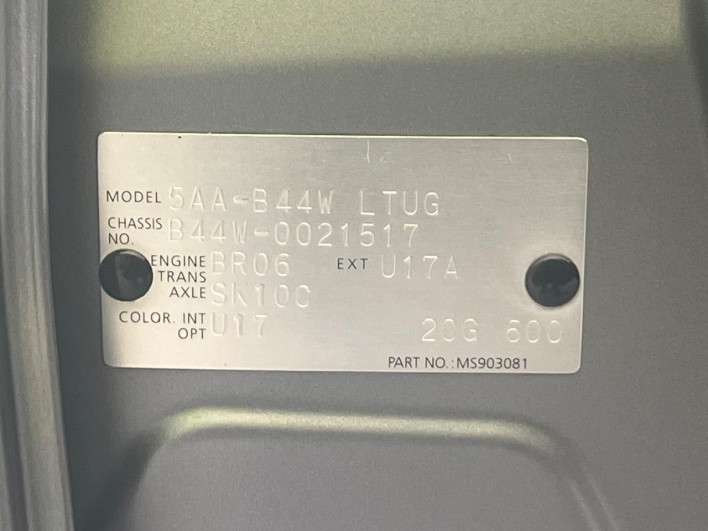 MODEL 5AA-B44W LTUG
CHASSIS NO. B44W-0021517
ENGINE BR06 EXT U17A
TRANS AXLE SK10C
COLOR. INT OPT U17 2CG 600
PART NO.: MS903081